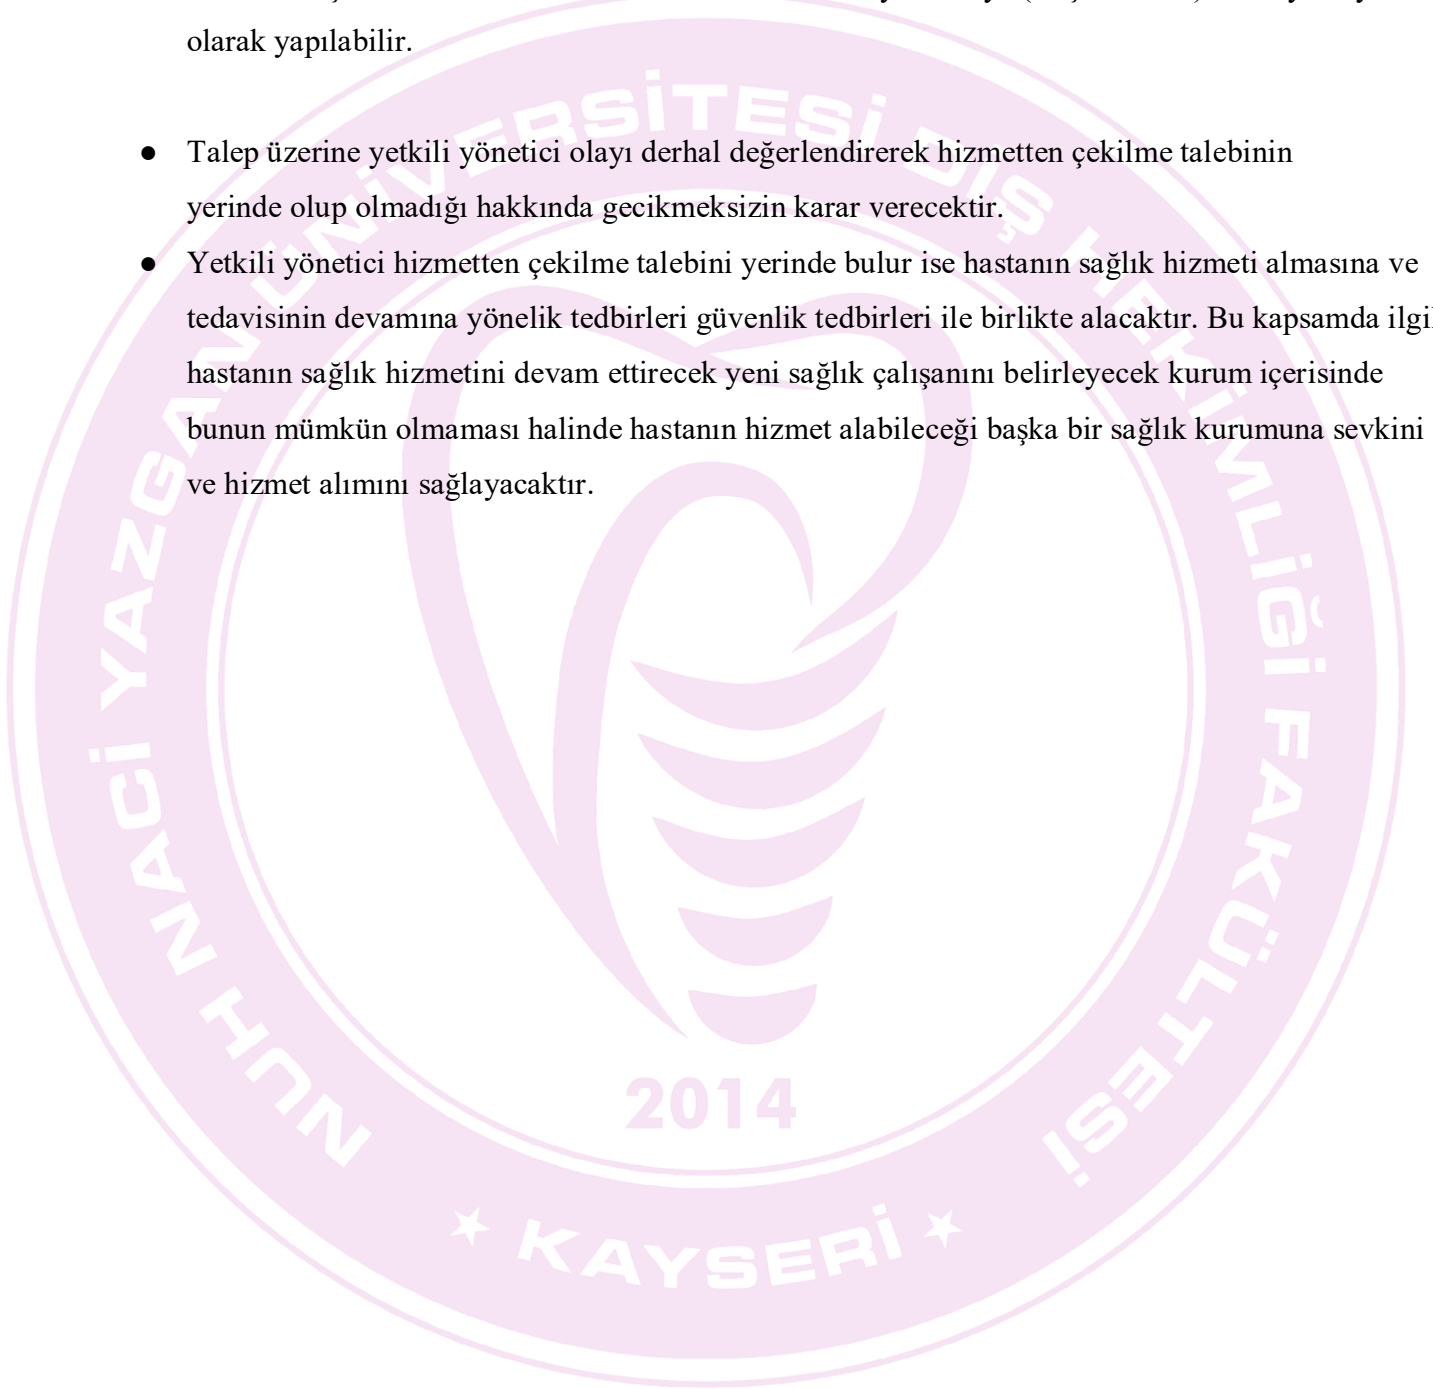 olarak yapılabilir.
● Talep üzerine yetkili yönetici olayı derhal değerlendirerek hizmetten çekilme talebinin
yerinde olup olmadığı hakkında gecikmeksizin karar verecektir.
● Yetkili yönetici hizmetten çekilme talebini yerinde bulur ise hastanın sağlık hizmeti almasına ve
tedavisinin devamına yönelik tedbirleri güvenlik tedbirleri ile birlikte alacaktır. Bu kapsamda
hastanın sağlık hizmetini devam ettirecek yeni sağlık çalışanını belirleyecek kurum içerisinde
bunun mümkün olmaması halinde hastanın hizmet alabileceği başka bir sağlık kurumuna sevkini
ve hizmet alımını sağlayacaktır.
NUH NACİ YAZGAN ÜNİVERSİTESİ DİŞ HEKİMLİĞİ FAKÜLTESİ
2014
★ KAYSERİ ★